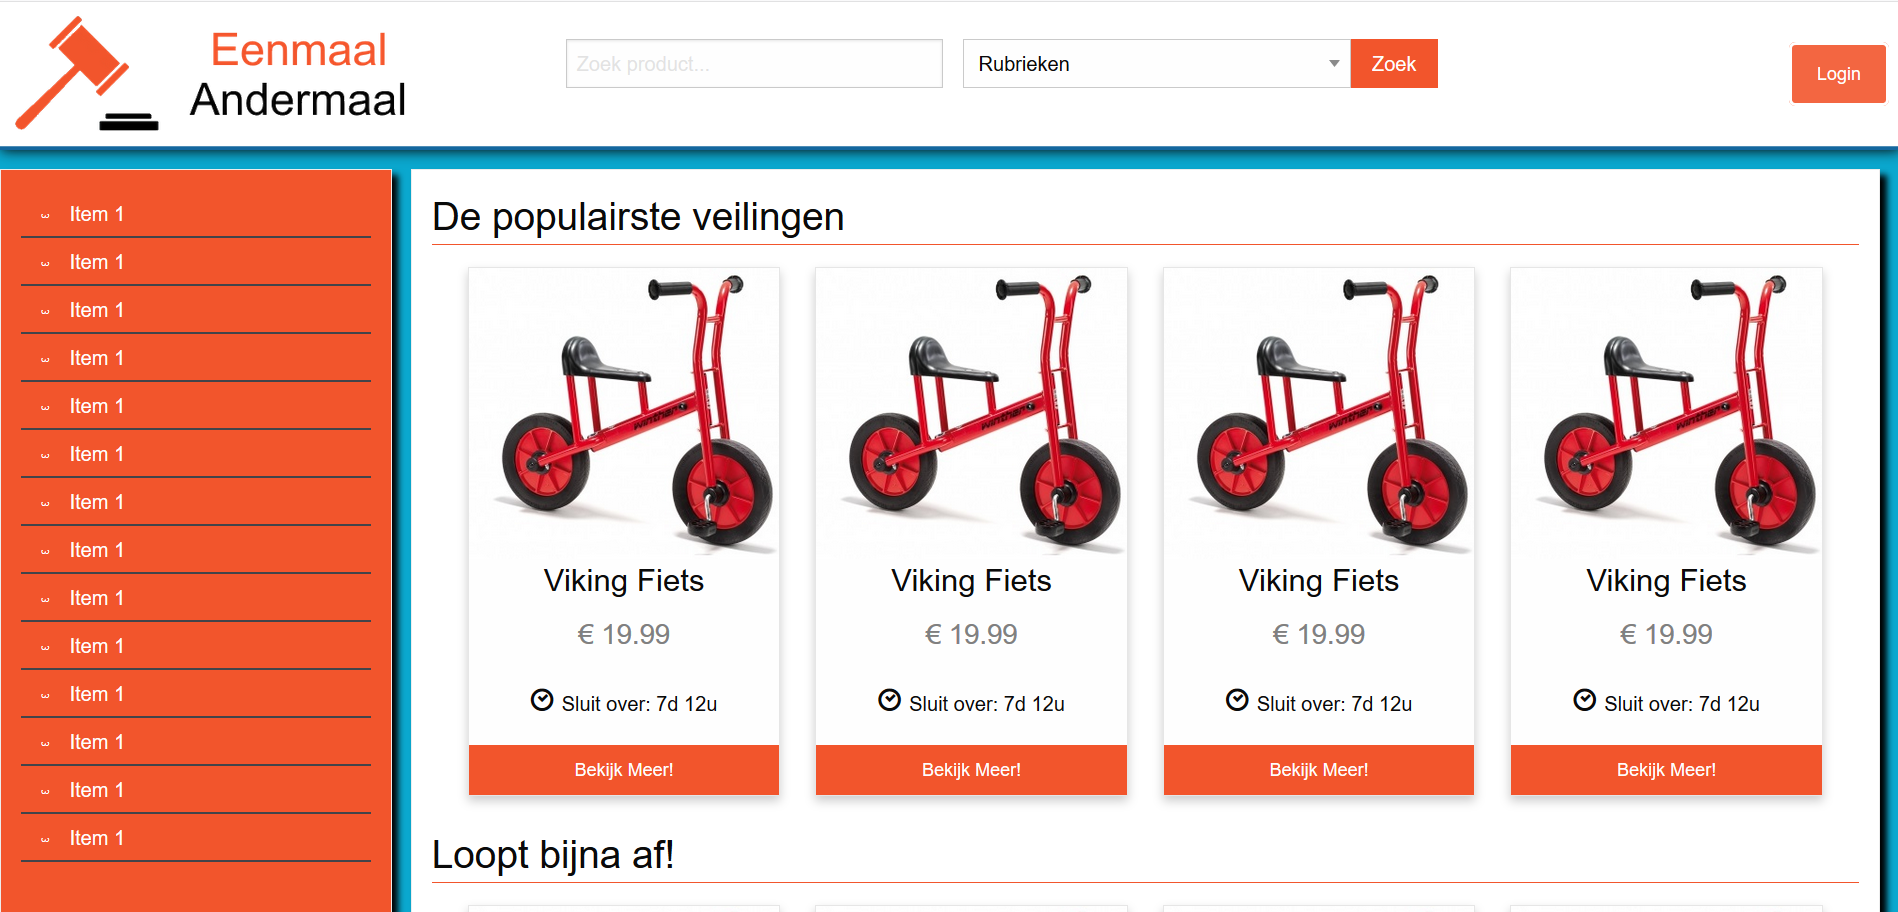 Eenmaal
Andermaal
Zoek product...
Rubrieken
Zoek
Login
Item 1
Item 1
Item 1
Item 1
Item 1
Item 1
Item 1
Item 1
Item 1
Item 1
Item 1
Item 1
Item 1
Item 1
De populairste veilingen
winther
winther
winther
winther
Viking Fiets
Viking Fiets
Viking Fiets
Viking Fiets
€ 19.99
€ 19.99
€ 19.99
€ 19.99
Sluit over: 7d 12u
Sluit over: 7d 12u
Sluit over: 7d 12u
Sluit over: 7d 12u
Bekijk Meer!
Bekijk Meer!
Bekijk Meer!
Bekijk Meer!
Loopt bijna af!